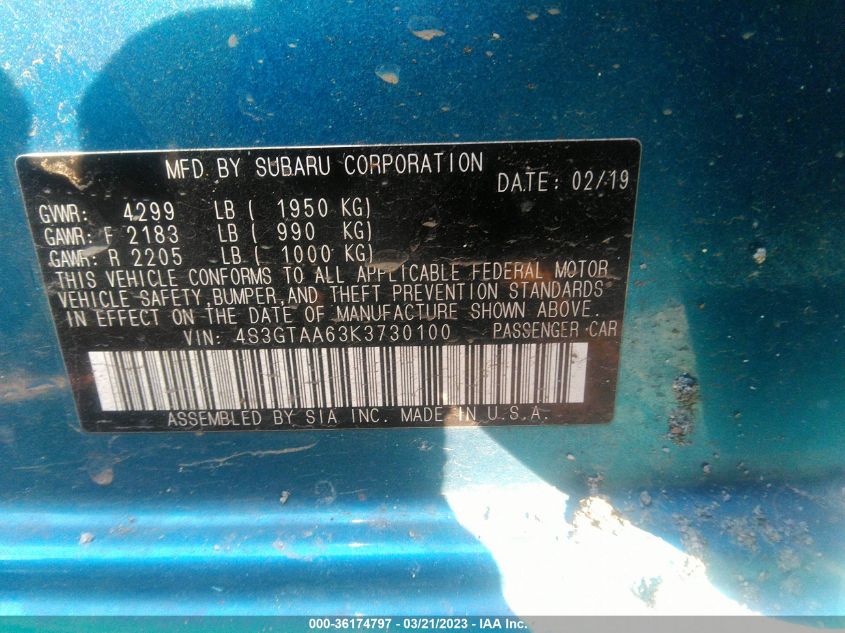 MFD BY SUBARU CORPORATION
DATE: 02/19
GVWR: 4299 LB ( 1950 KG)
GAWR: F 2183 LB ( 990 KG)
GAWR: R 2205 LB ( 1000 KG)
THIS VEHICLE CONFORMS TO ALL APPLICABLE FEDERAL MOTOR
VEHICLE SAFETY, BUMPER, AND THEFT PREVENTION STANDARDS
IN EFFECT ON THE DATE OF MANUFACTURE SHOWN ABOVE.
VIN: 4S3GTAA63K3730100 PASSENGER CAR
ASSEMBLED BY SIA INC. MADE IN U.S.A.
000-36174797 - 03/21/2023 - IAA Inc.